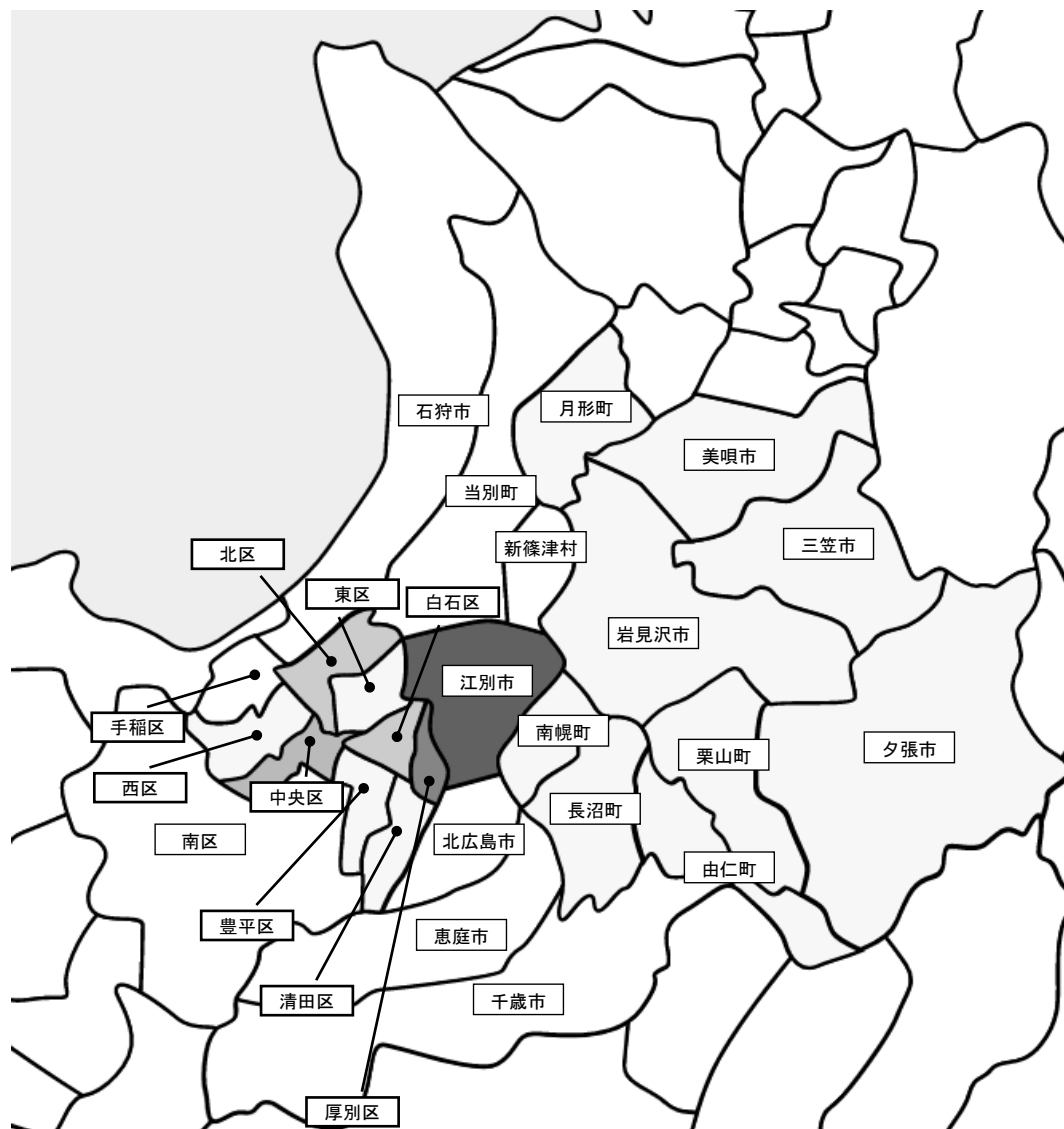 石狩市
月形町
美唄市
当別町
三笠市
新篠津村
北区
東区
白石区
岩見沢市
江別市
手稲区
南幌町
栗山町
夕張市
西区
中央区
長沼町
南区
北広島市
由仁町
豊平区
恵庭市
清田区
千歳市
厚別区